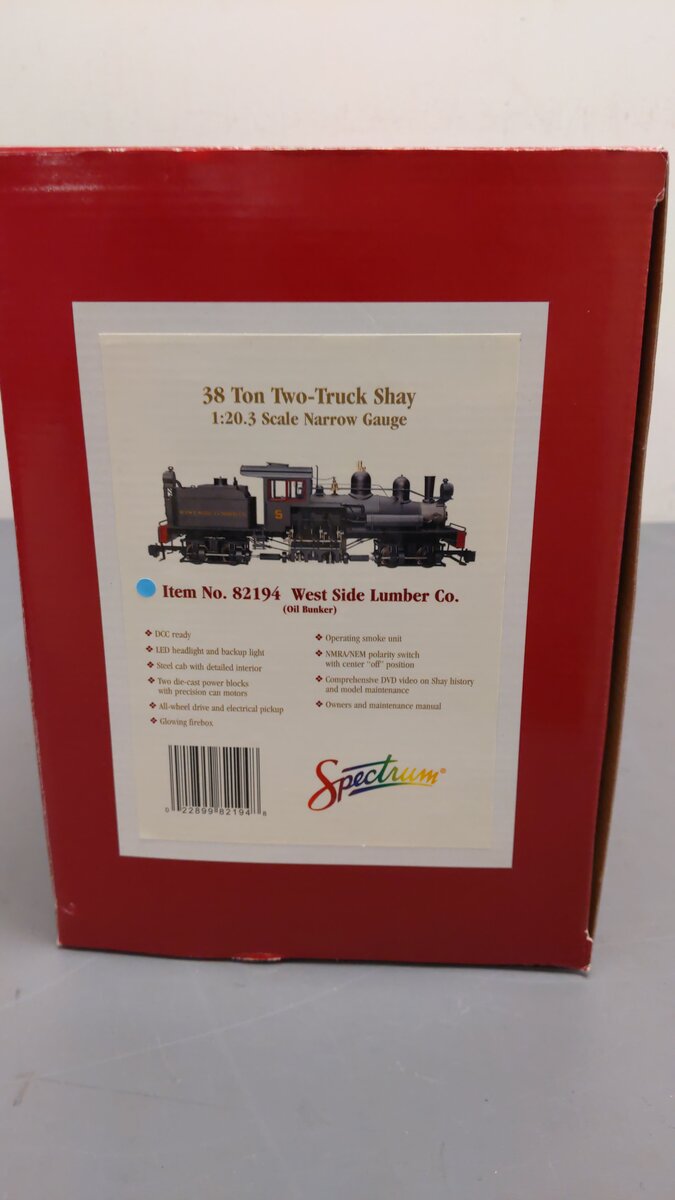 38 Ton Two-Truck Shay
1:20.3 Scale Narrow Gauge
5
Item No. 82194 West Side Lumber Co.
(Oil Bunker)
❖ DCC ready
❖ LED headlight and backup light
❖ Steel cab with detailed interior
❖ Two die-cast power blocks
with precision can motors
❖ All-wheel drive and electrical pickup
❖ Glowing firebox
❖ Operating smoke unit
❖ NMRA/NEM polarity switch
with center "off" position
❖ Comprehensive DVD video on Shay history
and model maintenance
❖ Owners and maintenance manual
0 22899 82194 8
Spectrum®